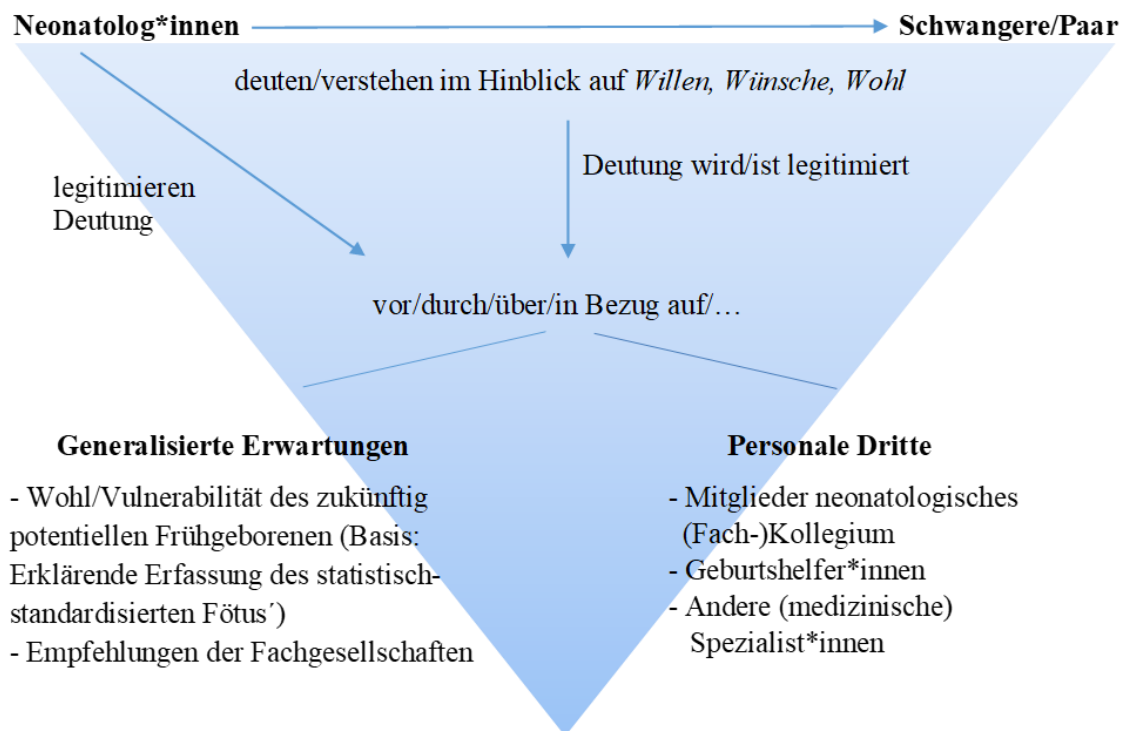 Neonatolog*innen
Schwangere/Paar
deuten/verstehen im Hinblick auf Willen, Wünsche, Wohl
Deutung wird/ist legitimiert
legitimieren
Deutung
vor/durch/über/in Bezug auf/…
Generalisierte Erwartungen
- Wohl/Vulnerabilität des zukünftig
potentiellen Frühgeborenen (Basis:
Erklärende Erfassung des statistisch-
standardisierten Fötus´)
- Empfehlungen der Fachgesellschaften
Personale Dritte
- Mitglieder neonatologisches
(Fach-)Kollegium
- Geburtshelfer*innen
- Andere (medizinische)
Spezialist*innen